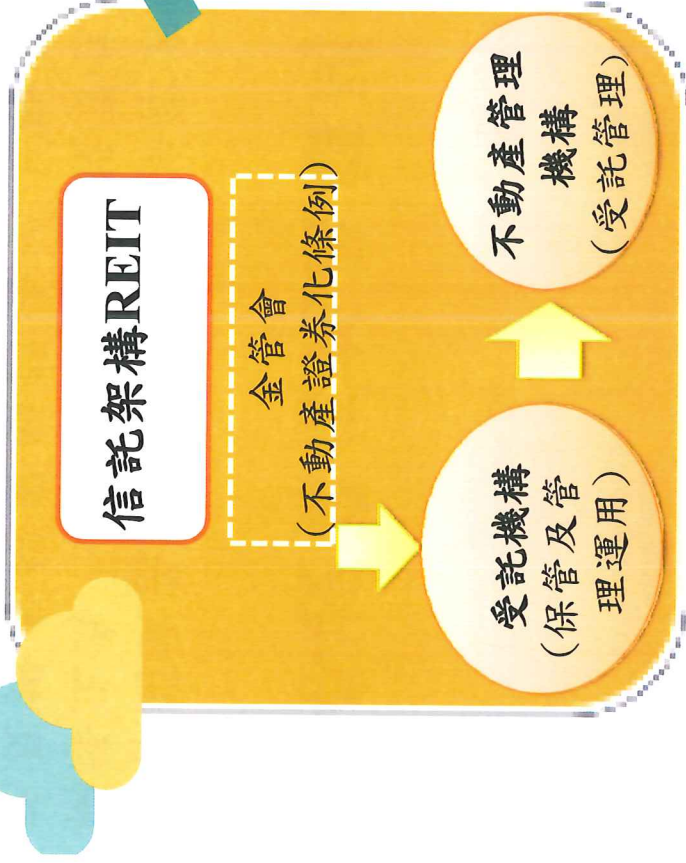 信託架構REIT
金管會
(不動產證券化條例)
受託機構
(保管及管
理運用)
不動產管理
機構
(受託管理)